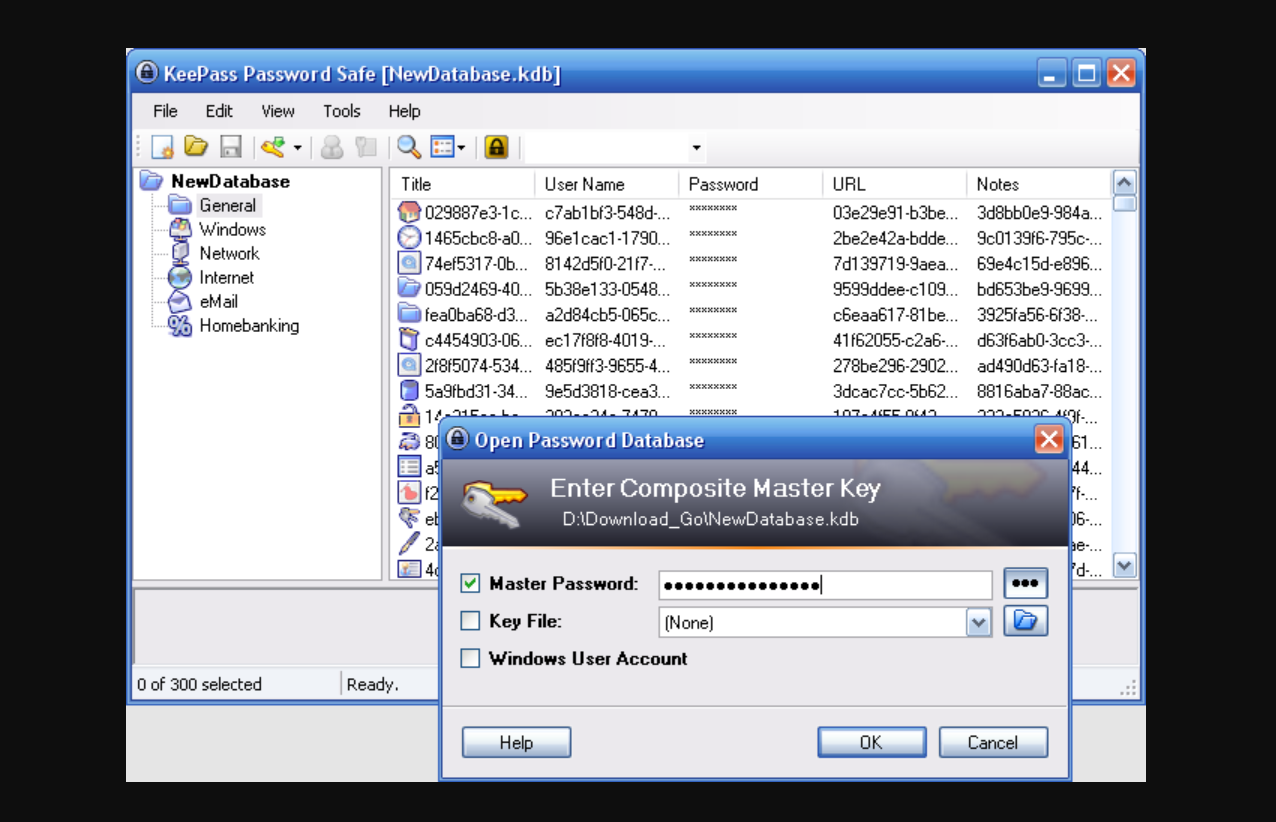 KeePass Password Safe [NewDatabase.kdb]
File Edit View Tools Help
NewDatabase
General
Windows
Network
Internet
eMail
Homebanking
Title User Name Password URL Notes
029887e3-1c... c7ab1bf3-548d-... ******** 03e29e91-b3be... 3d8bb0e9-984a...
1465cbc8-a0... 96e1cac1-1790... ******** 2be2e42a-bdde... 9c0139f6-795c-...
74ef5317-0b... 8142d5f0-21f7-... ******** 7d139719-9aea... 69e4c15d-e896...
059d2469-40... 5b38e133-0548... ******** 9599ddee-c109... bd653be9-9699...
fea0ba68-d3... a2d84cb5-065c... ******** c6eaa617-81be... 3925fa56-6f38-...
c4454903-06... ec17f8f8-4019-... ******** 41f62055-c2a6-... d63f6ab0-3cc3-...
2f8f5074-534... 485f9ff3-9655-4... ******** 278be296-2902... ad490d63-fa18-...
5a9fbd31-34... 9e5d3818-cea3... ******** 3dcac7cc-5b62... 8816aba7-88ac...
0 of 300 selected Ready.
Open Password Database
Enter Composite Master Key
D:\Download_Go\NewDatabase.kdb
Master Password: •••••••••••••••
Key File: (None)
Windows User Account
Help OK Cancel